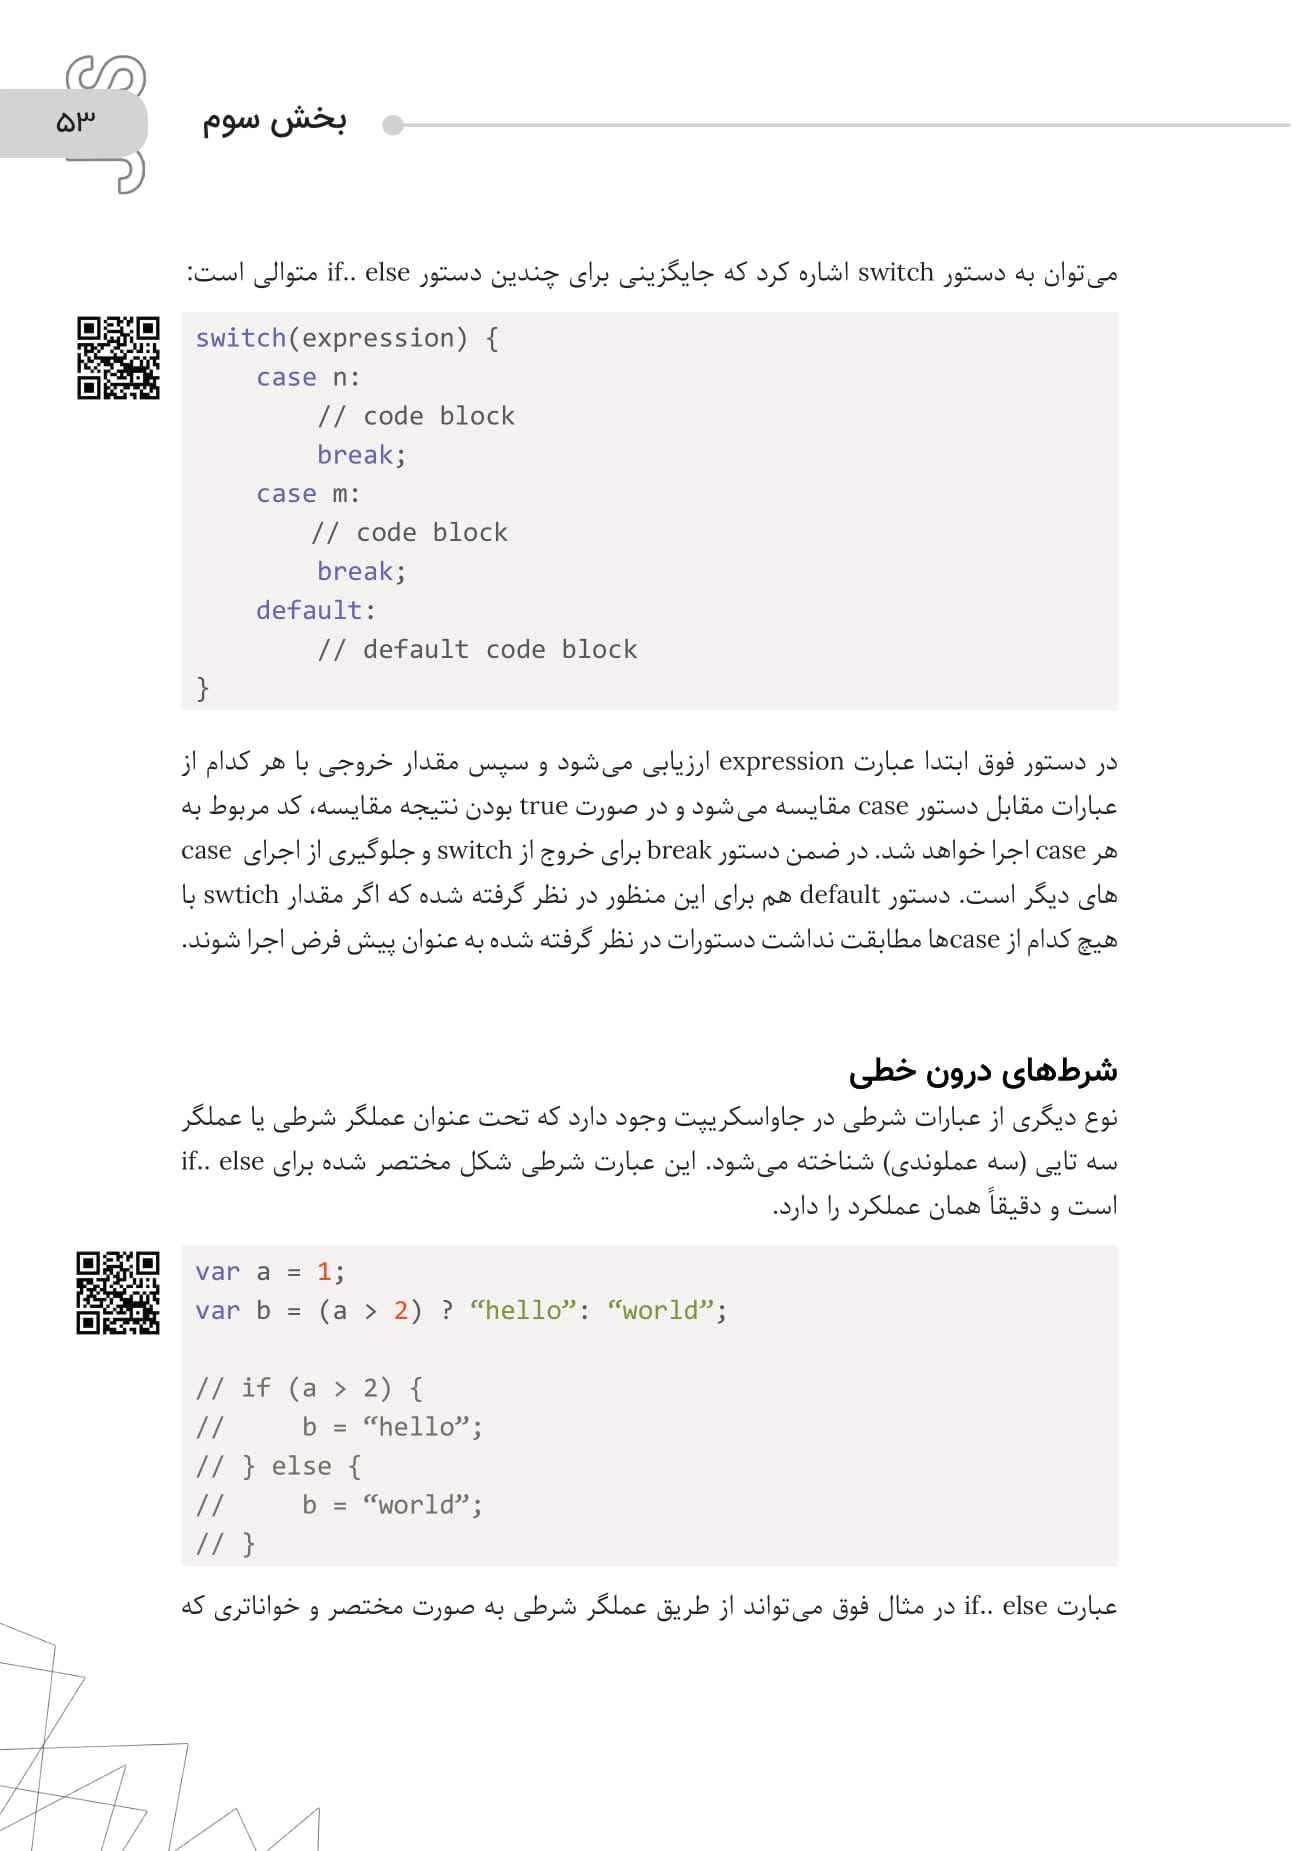 ۵۳
بخش سوم
می‌توان به دستور switch اشاره کرد که جایگزینی برای چندین دستور if.. else متوالی است:
switch(expression) {
    case n:
        // code block
        break;
    case m:
        // code block
        break;
    default:
        // default code block
}
در دستور فوق ابتدا عبارت expression ارزیابی می‌شود و سپس مقدار خروجی با هر کدام از
عبارات مقابل دستور case مقایسه می‌شود و در صورت true بودن نتیجه مقایسه، کد مربوط به
هر case اجرا خواهد شد. در ضمن دستور break برای خروج از switch و جلوگیری از اجرای case
های دیگر است. دستور default هم برای این منظور در نظر گرفته شده که اگر مقدار swtich با
هیچ کدام از caseها مطابقت نداشت دستورات در نظر گرفته شده به عنوان پیش فرض اجرا شوند.
شرط‌های درون خطی
نوع دیگری از عبارات شرطی در جاواسکریپت وجود دارد که تحت عنوان عملگر شرطی یا عملگر
سه تایی (سه عملوندی) شناخته می‌شود. این عبارت شرطی شکل مختصر شده برای if.. else
است و دقیقاً همان عملکرد را دارد.
var a = 1;
var b = (a > 2) ? “hello”: “world”;
// if (a > 2) {
//     b = “hello”;
// } else {
//     b = “world”;
// }
عبارت if.. else در مثال فوق می‌تواند از طریق عملگر شرطی به صورت مختصر و خواناتری که